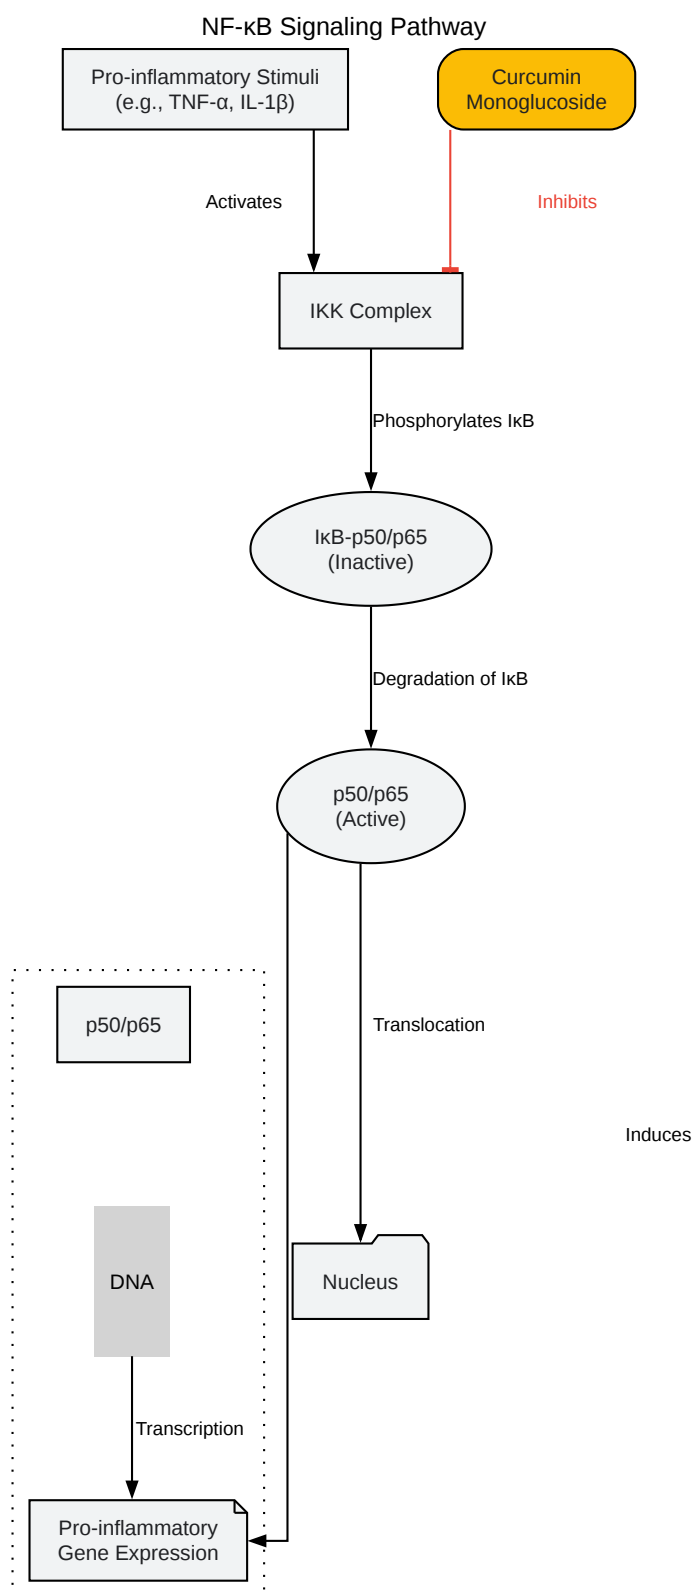 NF-κB Signaling Pathway
Pro-inflammatory Stimuli
(e.g., TNF-α, IL-1β)
Curcumin
Monoglucoside
Activates
Inhibits
IKK Complex
Phosphorylates IκB
IκB-p50/p65
(Inactive)
Degradation of IκB
p50/p65
(Active)
p50/p65
Translocation
Induces
DNA
Nucleus
Transcription
Pro-inflammatory
Gene Expression